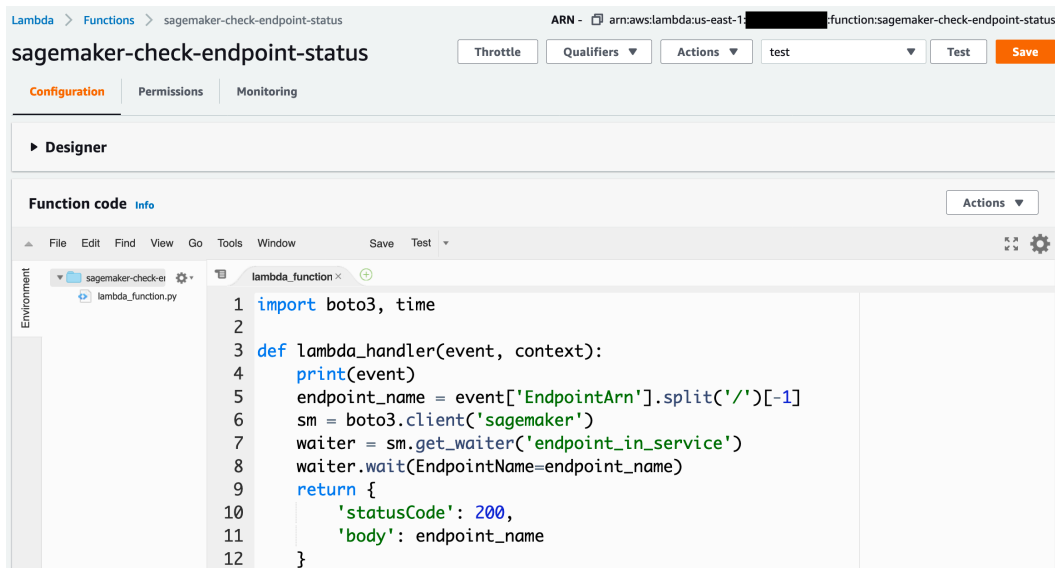 Lambda > Functions > sagemaker-check-endpoint-status ARN - arn:aws:lambda:us-east-1: :function:sagemaker-check-endpoint-status
sagemaker-check-endpoint-status Throttle Qualifiers ▼ Actions ▼ test ▼ Test Save
Configuration Permissions Monitoring
▶ Designer
Function code Info Actions ▼
File Edit Find View Go Tools Window Save Test
Environment
sagemaker-check-er lambda_function ×
lambda_function.py
1 import boto3, time
2
3 def lambda_handler(event, context):
4     print(event)
5     endpoint_name = event['EndpointArn'].split('/')[-1]
6     sm = boto3.client('sagemaker')
7     waiter = sm.get_waiter('endpoint_in_service')
8     waiter.wait(EndpointName=endpoint_name)
9     return {
10         'statusCode': 200,
11         'body': endpoint_name
12     }